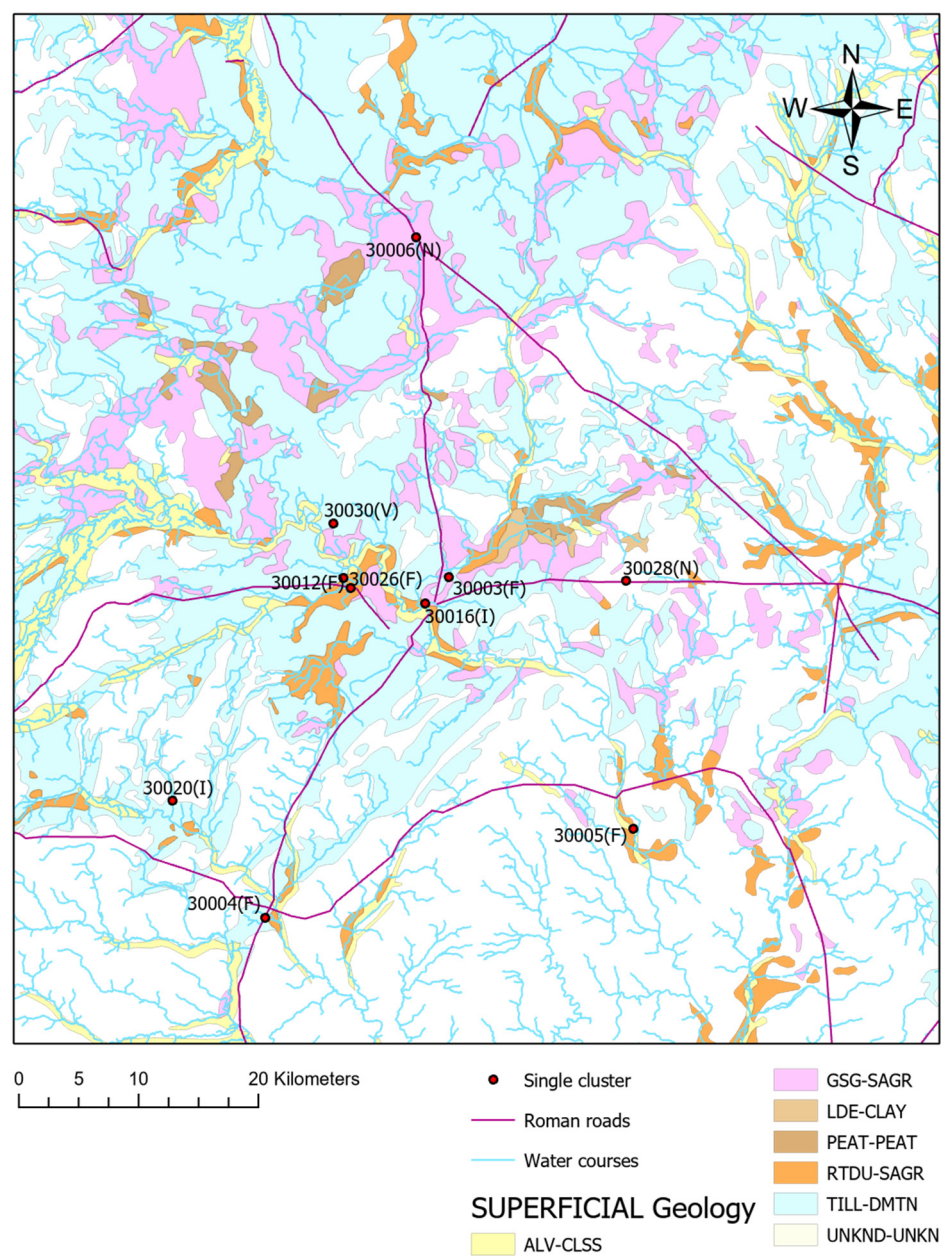 N
W E
S
30006(N)
30030(V)
30012(F) 30026(F)
30003(F)
30028(N)
30016(I)
30020(I)
30005(F)
30004(F)
0 5 10 20 Kilometers
Single cluster
Roman roads
Water courses
SUPERFICIAL Geology
ALV-CLSS
GSG-SAGR
LDE-CLAY
PEAT-PEAT
RTDU-SAGR
TILL-DMTN
UNKND-UNKN